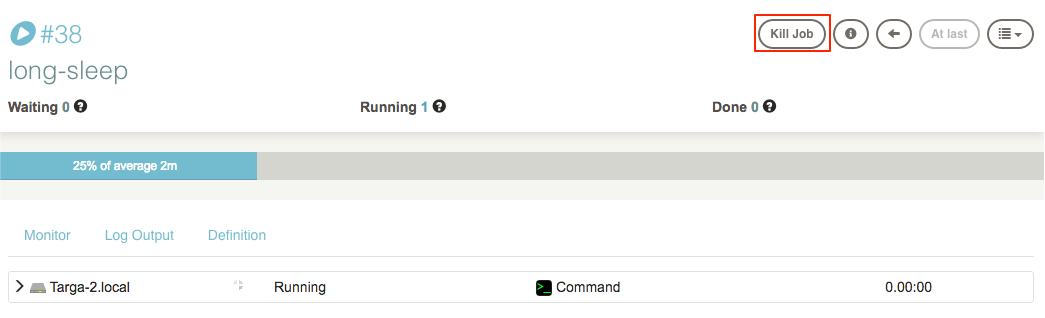 #38
Kill Job
At last
long-sleep
Waiting 0 Running 1 Done 0
25% of average 2m
Monitor Log Output Definition
Targa-2.local Running >_ Command 0.00:00